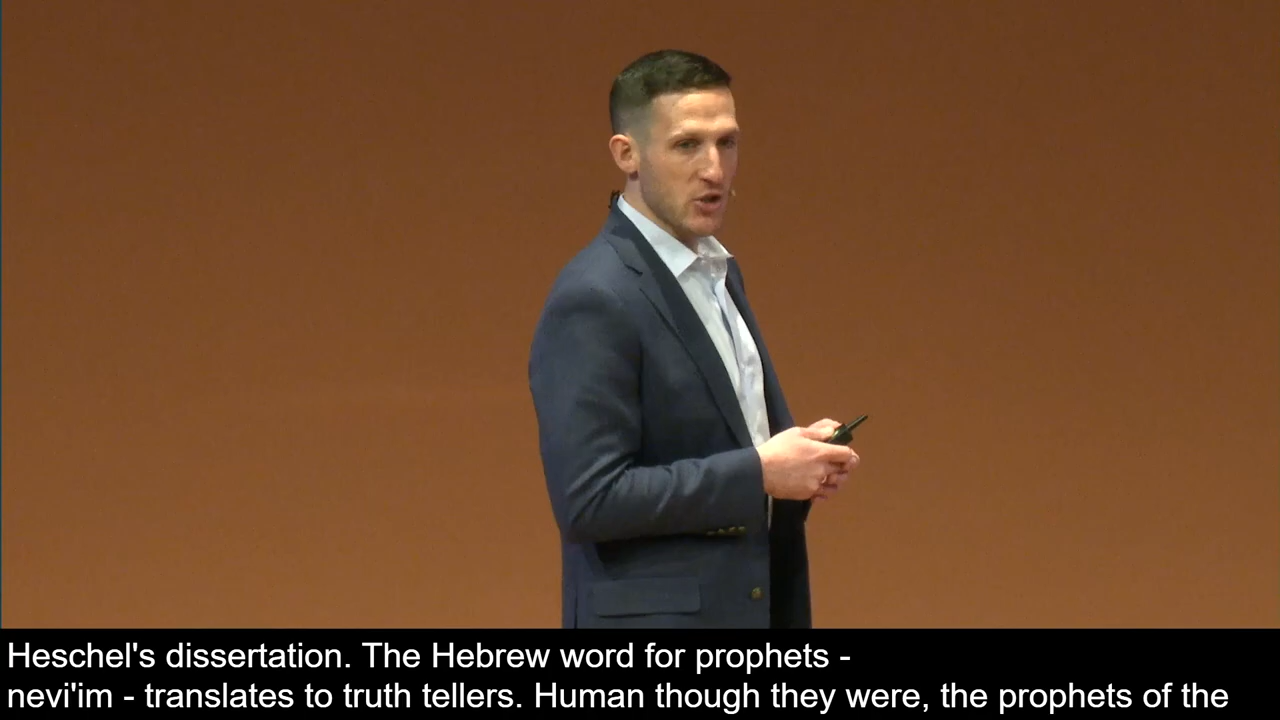 Heschel's dissertation. The Hebrew word for prophets -
nevi'im - translates to truth tellers. Human though they were, the prophets of the